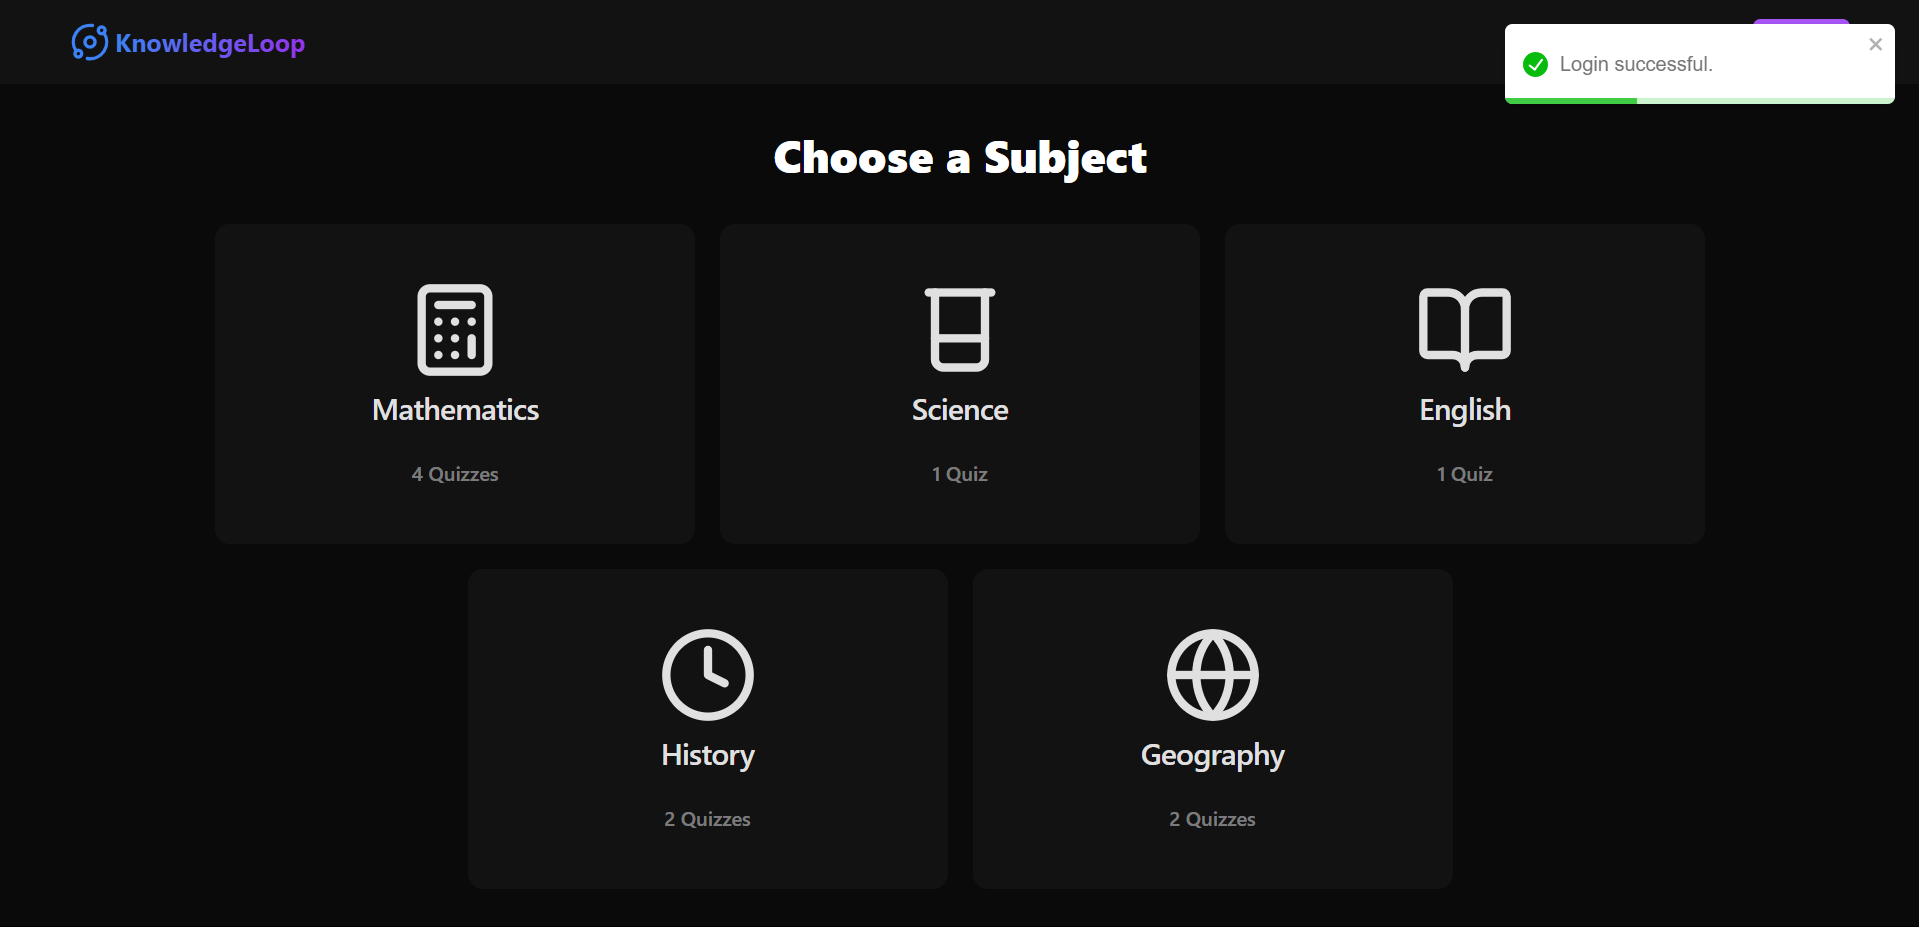 KnowledgeLoop
Login successful.
Choose a Subject
Mathematics
4 Quizzes
Science
1 Quiz
English
1 Quiz
History
2 Quizzes
Geography
2 Quizzes